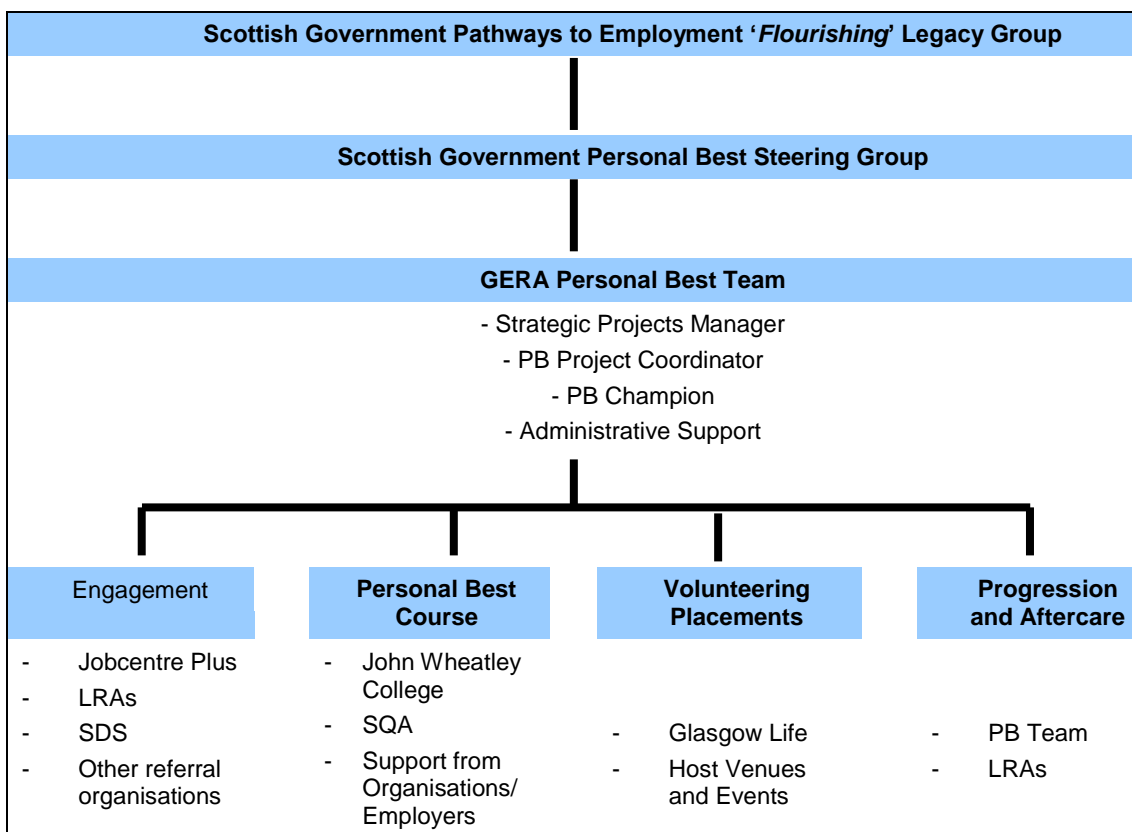 Scottish Government Pathways to Employment ‘Flourishing’ Legacy Group
Scottish Government Personal Best Steering Group
GERA Personal Best Team
- Strategic Projects Manager
- PB Project Coordinator
- PB Champion
- Administrative Support
Engagement
- Jobcentre Plus
- LRAs
- SDS
- Other referral
organisations
Personal Best
Course
- John Wheatley
College
- SQA
- Support from
Organisations/
Employers
Volunteering
Placements
- Glasgow Life
- Host Venues
and Events
Progression
and Aftercare
- PB Team
- LRAs